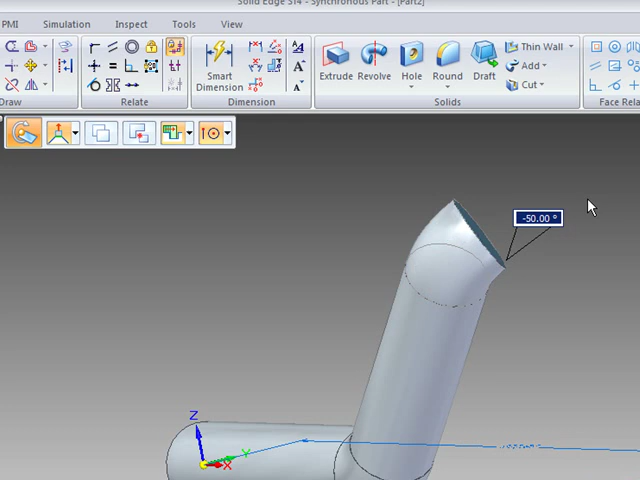 Solid Edge ST4 - Synchronous Part - [Part2]
PMI Simulation Inspect Tools View
Smart Dimension
Extrude Revolve Hole Round Draft
Thin Wall
Add
Cut
Draw Relate Dimension Solids Face Rela
-50.00 °
Z
Y
X